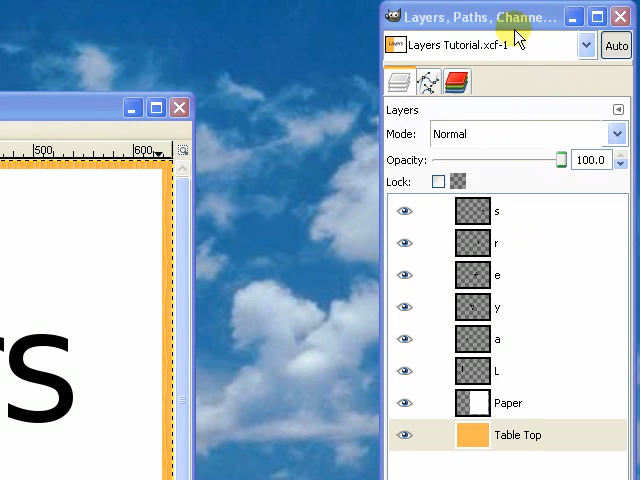 Layers, Paths, Channe...
Layers Tutorial.xcf-1
Auto
Layers
Mode: Normal
Opacity: 100.0
Lock:
s
r
e
y
a
L
Paper
Table Top
500
600
rs